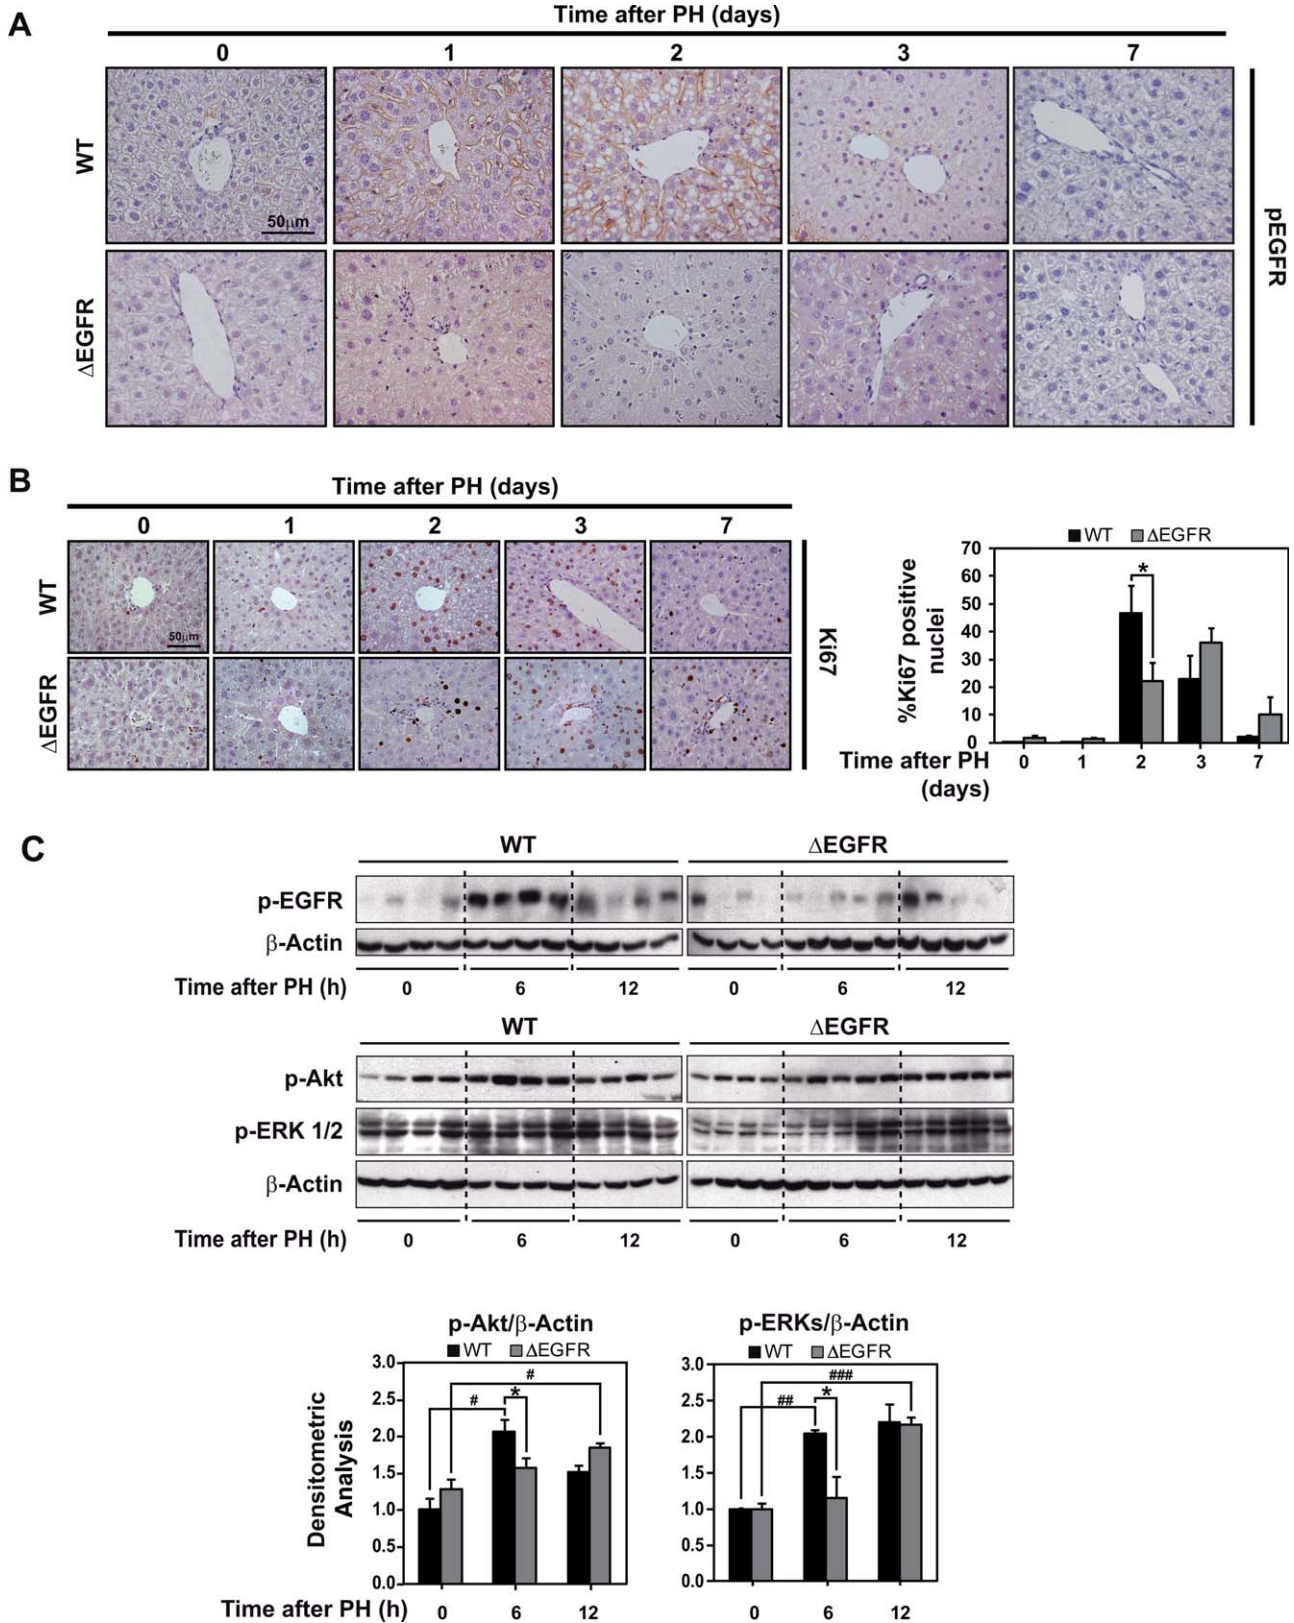 A
Time after PH (days)
0 1 2 3 7
WT
50μm
ΔEGFR
pEGFR
B
Time after PH (days)
0 1 2 3 7
WT
50μm
ΔEGFR
Ki67
WT ΔEGFR
%Ki67 positive
nuclei
70
60
50
40
30
20
10
0
*
Time after PH
(days)
0 1 2 3 7
C
WT ΔEGFR
p-EGFR
β-Actin
Time after PH (h) 0 6 12 0 6 12
WT ΔEGFR
p-Akt
p-ERK 1/2
β-Actin
Time after PH (h) 0 6 12 0 6 12
Densitometric
Analysis
p-Akt/β-Actin
WT ΔEGFR
3.0
2.5
2.0
1.5
1.0
0.5
0.0
#
# *
p-ERKs/β-Actin
WT ΔEGFR
3.0
2.5
2.0
1.5
1.0
0.5
0.0
###
## *
Time after PH (h) 0 6 12 0 6 12